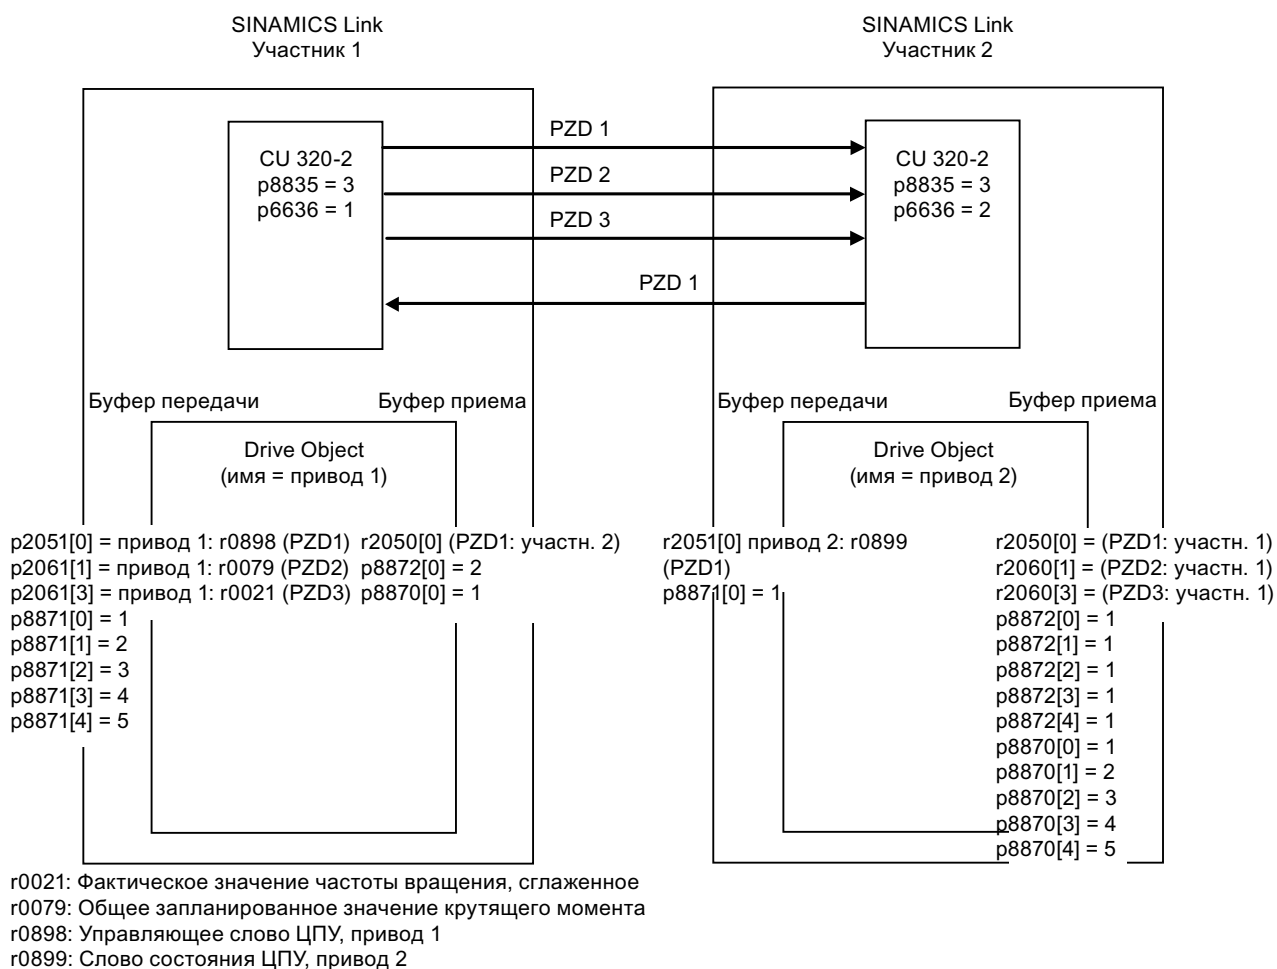 SINAMICS Link
Участник 1
SINAMICS Link
Участник 2
CU 320-2
p8835 = 3
p6636 = 1
PZD 1
PZD 2
PZD 3
PZD 1
CU 320-2
p8835 = 3
p6636 = 2
Буфер передачи
Буфер приема
Drive Object
(имя = привод 1)
p2051[0] = привод 1: r0898 (PZD1)
p2061[1] = привод 1: r0079 (PZD2)
p2061[3] = привод 1: r0021 (PZD3)
p8871[0] = 1
p8871[1] = 2
p8871[2] = 3
p8871[3] = 4
p8871[4] = 5
r2050[0] (PZD1: участн. 2)
p8872[0] = 2
p8870[0] = 1
Буфер передачи
Буфер приема
Drive Object
(имя = привод 2)
r2051[0] привод 2: r0899
(PZD1)
p8871[0] = 1
r2050[0] = (PZD1: участн. 1)
r2060[1] = (PZD2: участн. 1)
r2060[3] = (PZD3: участн. 1)
p8872[0] = 1
p8872[1] = 1
p8872[2] = 1
p8872[3] = 1
p8872[4] = 1
p8870[0] = 1
p8870[1] = 2
p8870[2] = 3
p8870[3] = 4
p8870[4] = 5
r0021: Фактическое значение частоты вращения, сглаженное
r0079: Общее запланированное значение крутящего момента
r0898: Управляющее слово ЦПУ, привод 1
r0899: Слово состояния ЦПУ, привод 2